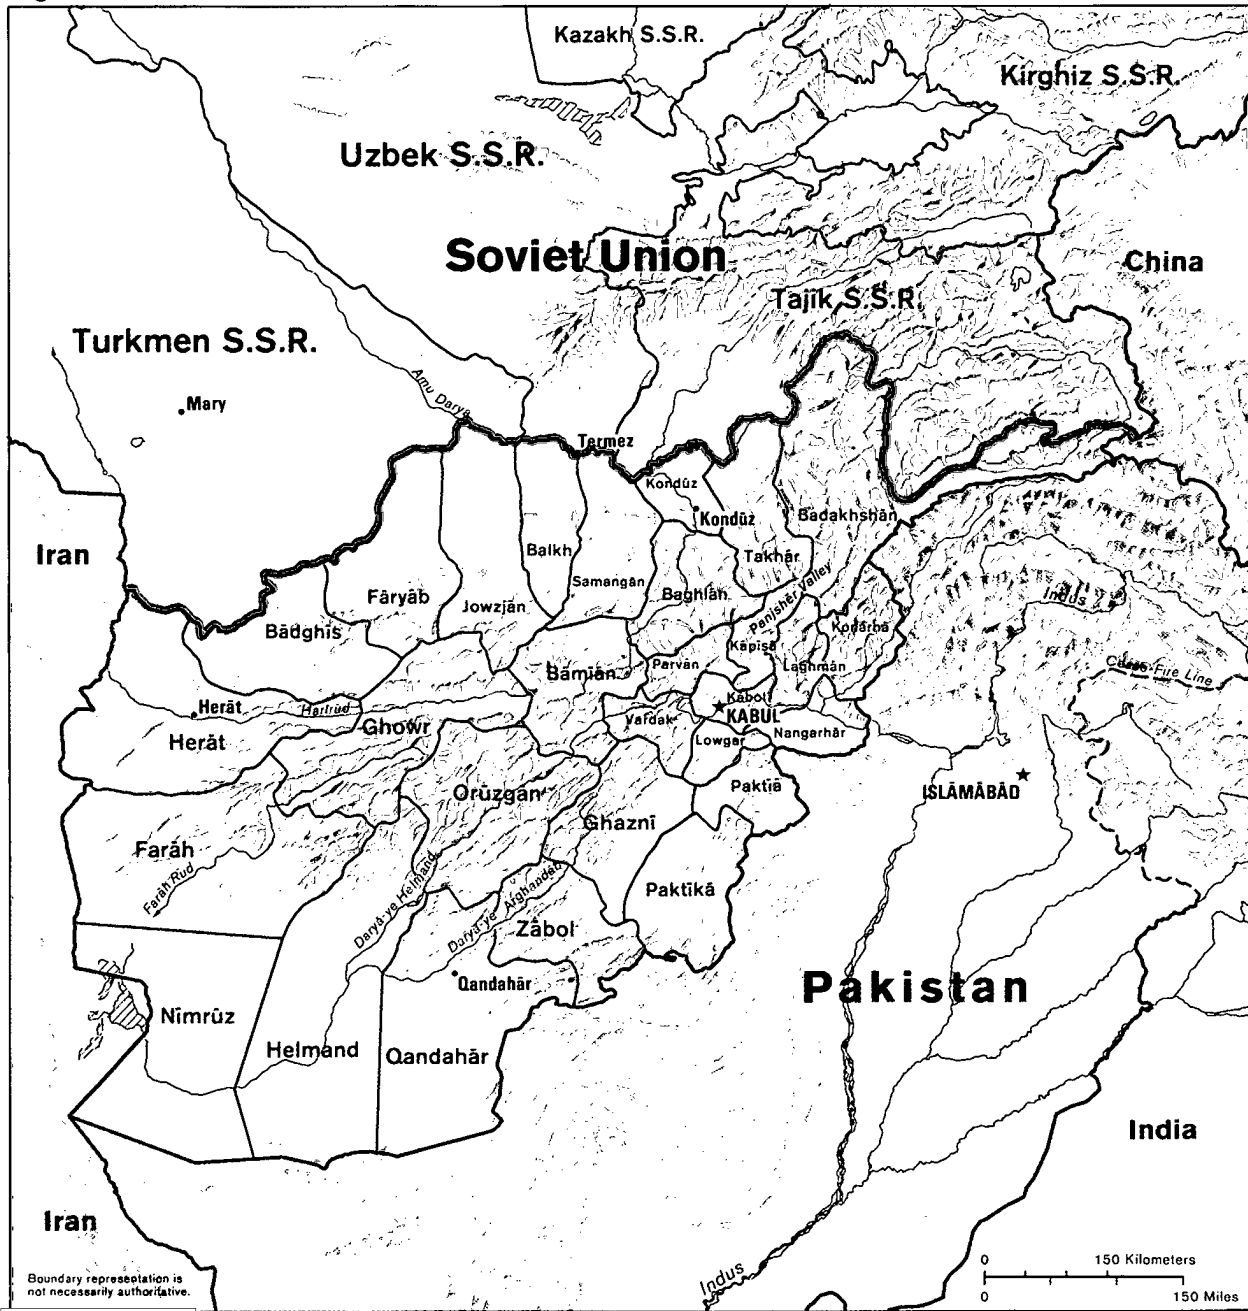 Kazakh S.S.R.
Kirghiz S.S.R.
Uzbek S.S.R.
Soviet Union
China
Tajik S.S.R.
Turkmen S.S.R.
Amu Darya
Mary
Termez
Kondūz
Kondūz
Badakhshān
Iran
Balkh
Takhār
Samangān
Baghlān
Fāryāb
Jowzjān
Panjshēr Valley
Indus
Bādghīs
Konarhā
Kāpīsā
Parvān
Laghmān
Bāmīān
Cease-Fire Line
Herāt
Harīrūd
Kābol
KABUL
Vardak
Ghowr
Nangarhār
Herāt
Lowgar
Paktīā
ISLĀMĀBĀD
Orūzgān
Ghaznī
Farāh
Farāh Rud
Daryā-ye Helmand
Daryā-ye Arghandāb
Paktīkā
Zābol
Qandahār
Pakistan
Nīmrūz
Helmand
Qandahār
India
Iran
Indus
Boundary representation is
not necessarily authoritative.
0 150 Kilometers
0 150 Miles